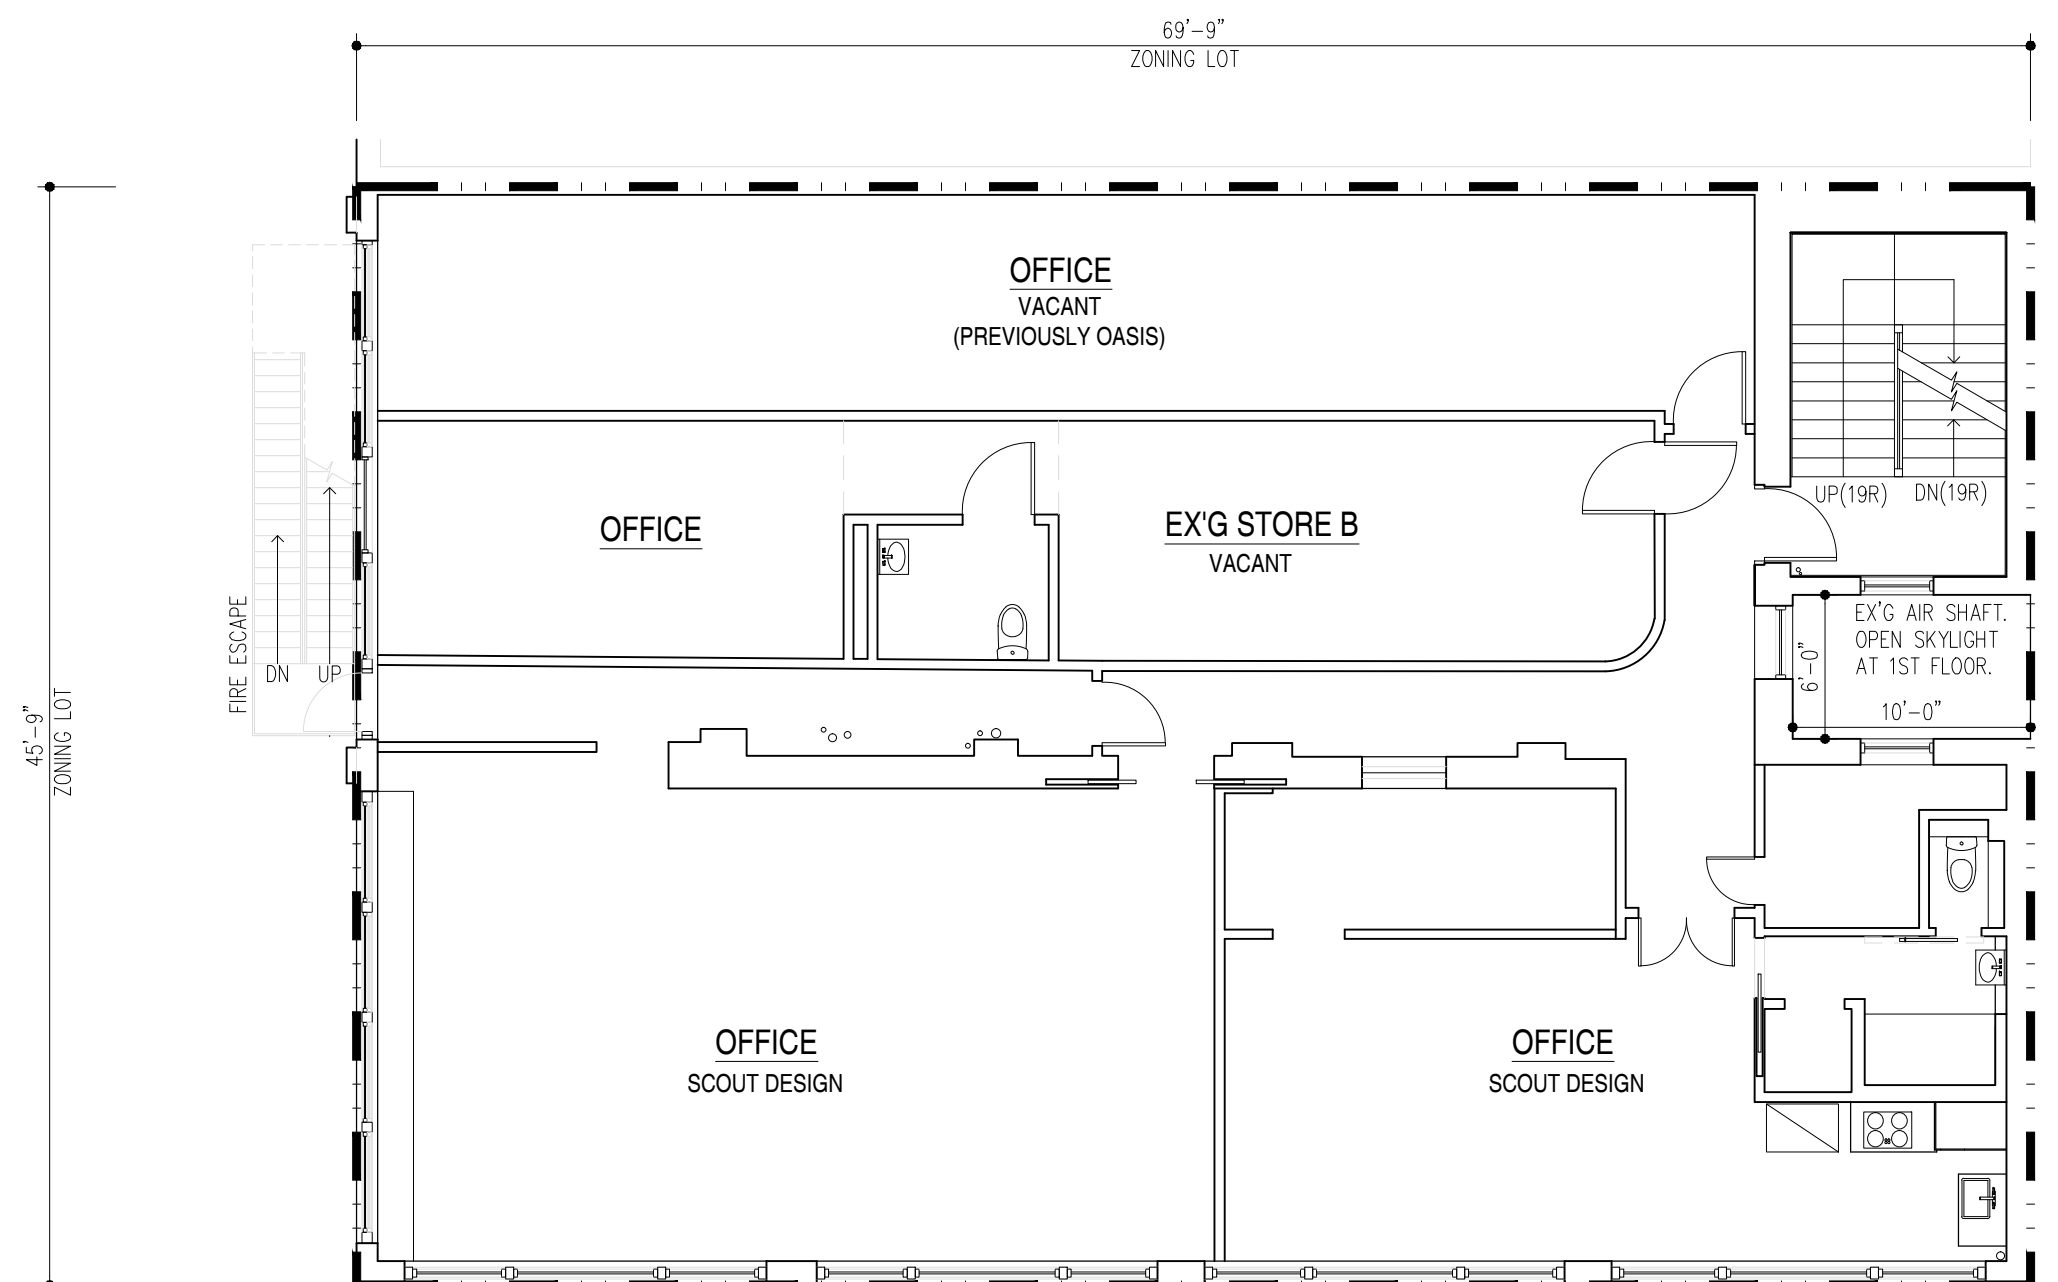 69'-9"
ZONING LOT
OFFICE
VACANT
(PREVIOUSLY OASIS)
UP(19R)
DN(19R)
OFFICE
EX'G STORE B
VACANT
FIRE ESCAPE
DN
UP
45'-9"
ZONING LOT
EX'G AIR SHAFT.
OPEN SKYLIGHT
AT 1ST FLOOR.
6'-0"
10'-0"
OFFICE
SCOUT DESIGN
OFFICE
SCOUT DESIGN